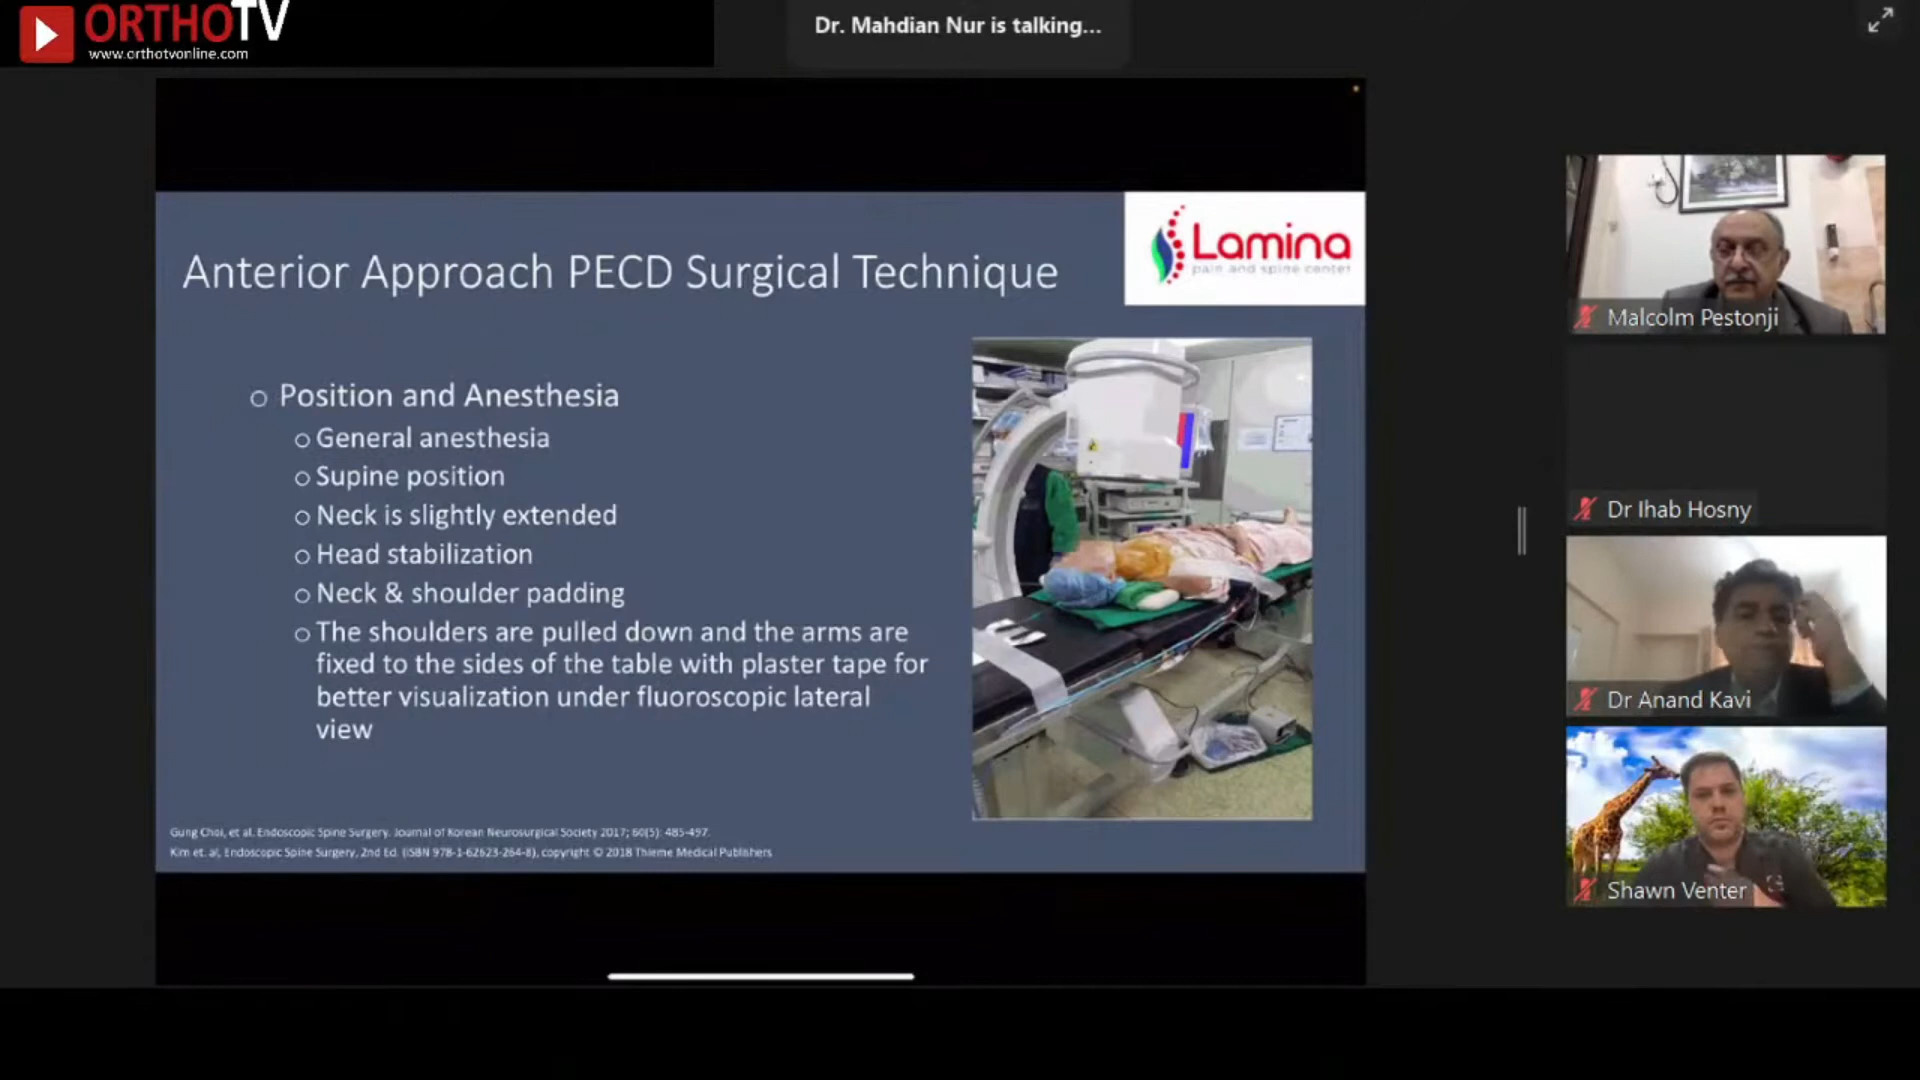 ORTHOTV
www.orthotvonline.com
Dr. Mahdian Nur is talking...
Lamina
pain and spine center
Anterior Approach PECD Surgical Technique
Position and Anesthesia
General anesthesia
Supine position
Neck is slightly extended
Head stabilization
Neck & shoulder padding
The shoulders are pulled down and the arms are
fixed to the sides of the table with plaster tape for
better visualization under fluoroscopic lateral
view
Gung Choi, et al. Endoscopic Spine Surgery. Journal of Korean Neurosurgical Society 2017; 60(5): 485-497.
Kim et. al, Endoscopic Spine Surgery, 2nd Ed. (ISBN 978-1-62623-264-8), copyright © 2018 Thieme Medical Publishers
Malcolm Pestonji
Dr Ihab Hosny
Dr Anand Kavi
Shawn Venter